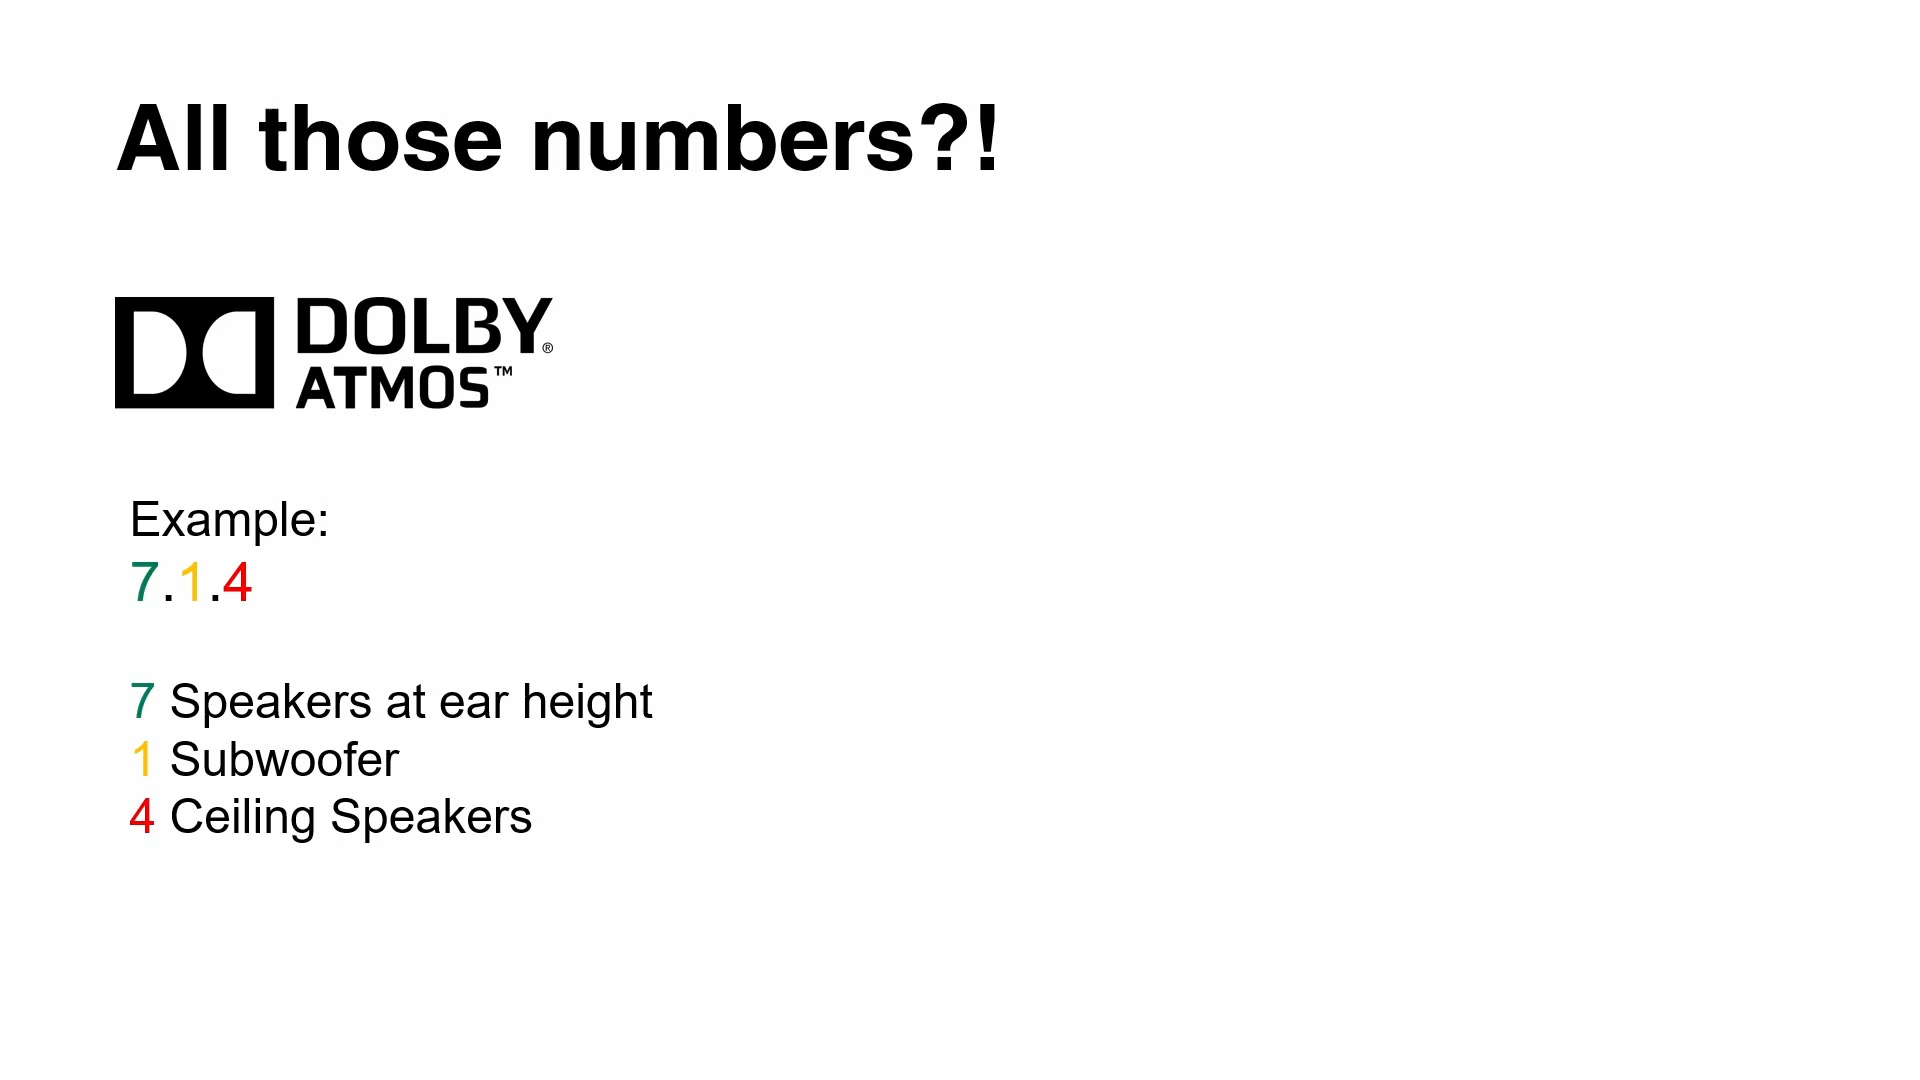 All those numbers?!
DOLBY®
ATMOS™
Example:
7.1.4
7 Speakers at ear height
1 Subwoofer
4 Ceiling Speakers